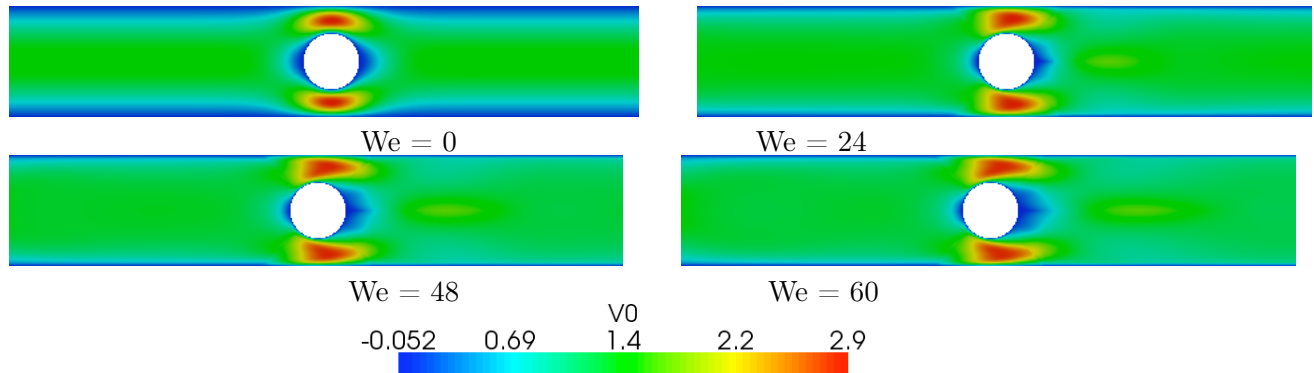 We = 0
We = 24
We = 48
We = 60
V0
-0.052 0.69 1.4 2.2 2.9